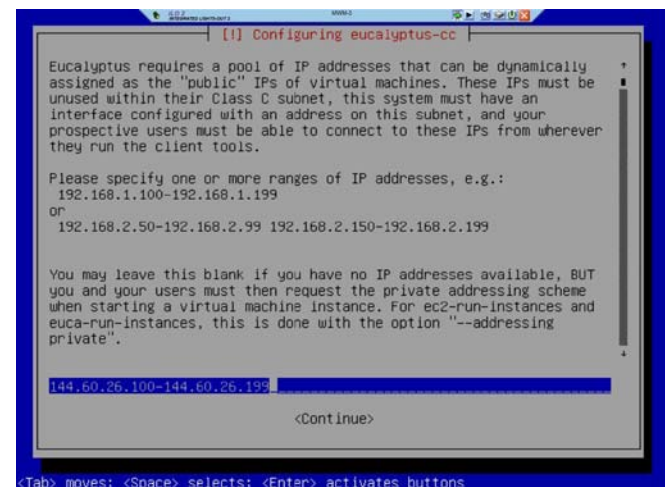 [!] Configuring eucalyptus-cc
Eucalyptus requires a pool of IP addresses that can be dynamically
assigned as the "public" IPs of virtual machines. These IPs must be
unused within their Class C subnet, this system must have an
interface configured with an address on this subnet, and your
prospective users must be able to connect to these IPs from wherever
they run the client tools.
Please specify one or more ranges of IP addresses, e.g.:
192.168.1.100-192.168.1.199
or
192.168.2.50-192.168.2.99 192.168.2.150-192.168.2.199
You may leave this blank if you have no IP addresses available, BUT
you and your users must then request the private addressing scheme
when starting a virtual machine instance. For ec2-run-instances and
euca-run-instances, this is done with the option "--addressing
private".
144.60.26.100-144.60.26.199
<Continue>
<Tab> moves; <Space> selects; <Enter> activates buttons